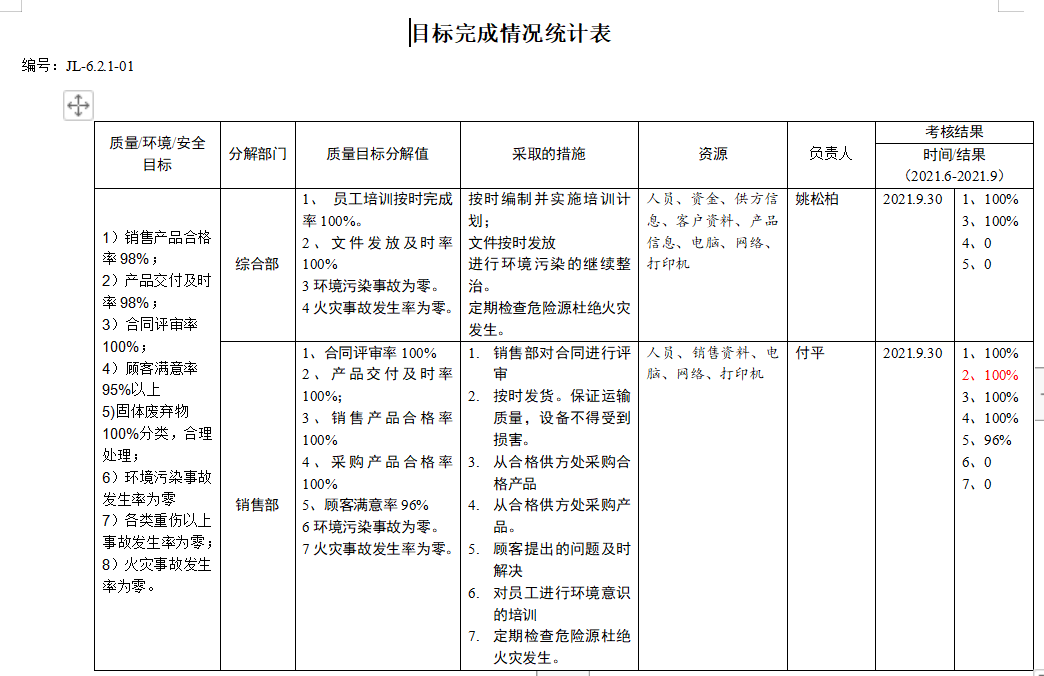 目标完成情况统计表
编号：JL-6.2.1-01
质量/环境/安全
目标
分解部门
质量目标分解值
采取的措施
资源
负责人
考核结果
时间/结果
（2021.6-2021.9）
1）销售产品合格
率 98%；
2）产品交付及时
率 98%；
3）合同评审率
100%；
4）顾客满意率
95%以上
5)固体废弃物
100%分类，合理
处理；
6）环境污染事故
发生率为零
7）各类重伤以上
事故发生率为零；
8）火灾事故发生
率为零。
综合部
1、 员工培训按时完成
率 100%。
2、文件发放及时率
100%
3 环境污染事故为零。
4 火灾事故发生率为零。
按时编制并实施培训计
划；
文件按时发放
进行环境污染的继续整
治。
定期检查危险源杜绝火灾
发生。
人员、资金、供方信
息、客户资料、产品
信息、电脑、网络、
打印机
姚松柏
2021.9.30
1、100%
3、100%
4、0
5、0
销售部
1、合同评审率 100%
2、产品交付及时率
100%；
3、销售产品合格率
100%
4、采购产品合格率
100%
5、顾客满意率 96%
6 环境污染事故为零。
7 火灾事故发生率为零。
1. 销售部对合同进行评
审
2. 按时发货。保证运输
质量，设备不得受到
损害。
3. 从合格供方处采购合
格产品
4. 从合格供方处采购产
品。
5. 顾客提出的问题及时
解决
6. 对员工进行环境意识
的培训
7. 定期检查危险源杜绝
火灾发生。
人员、销售资料、电
脑、网络、打印机
付平
2021.9.30
1、100%
2、100%
3、100%
4、100%
5、96%
6、0
7、0